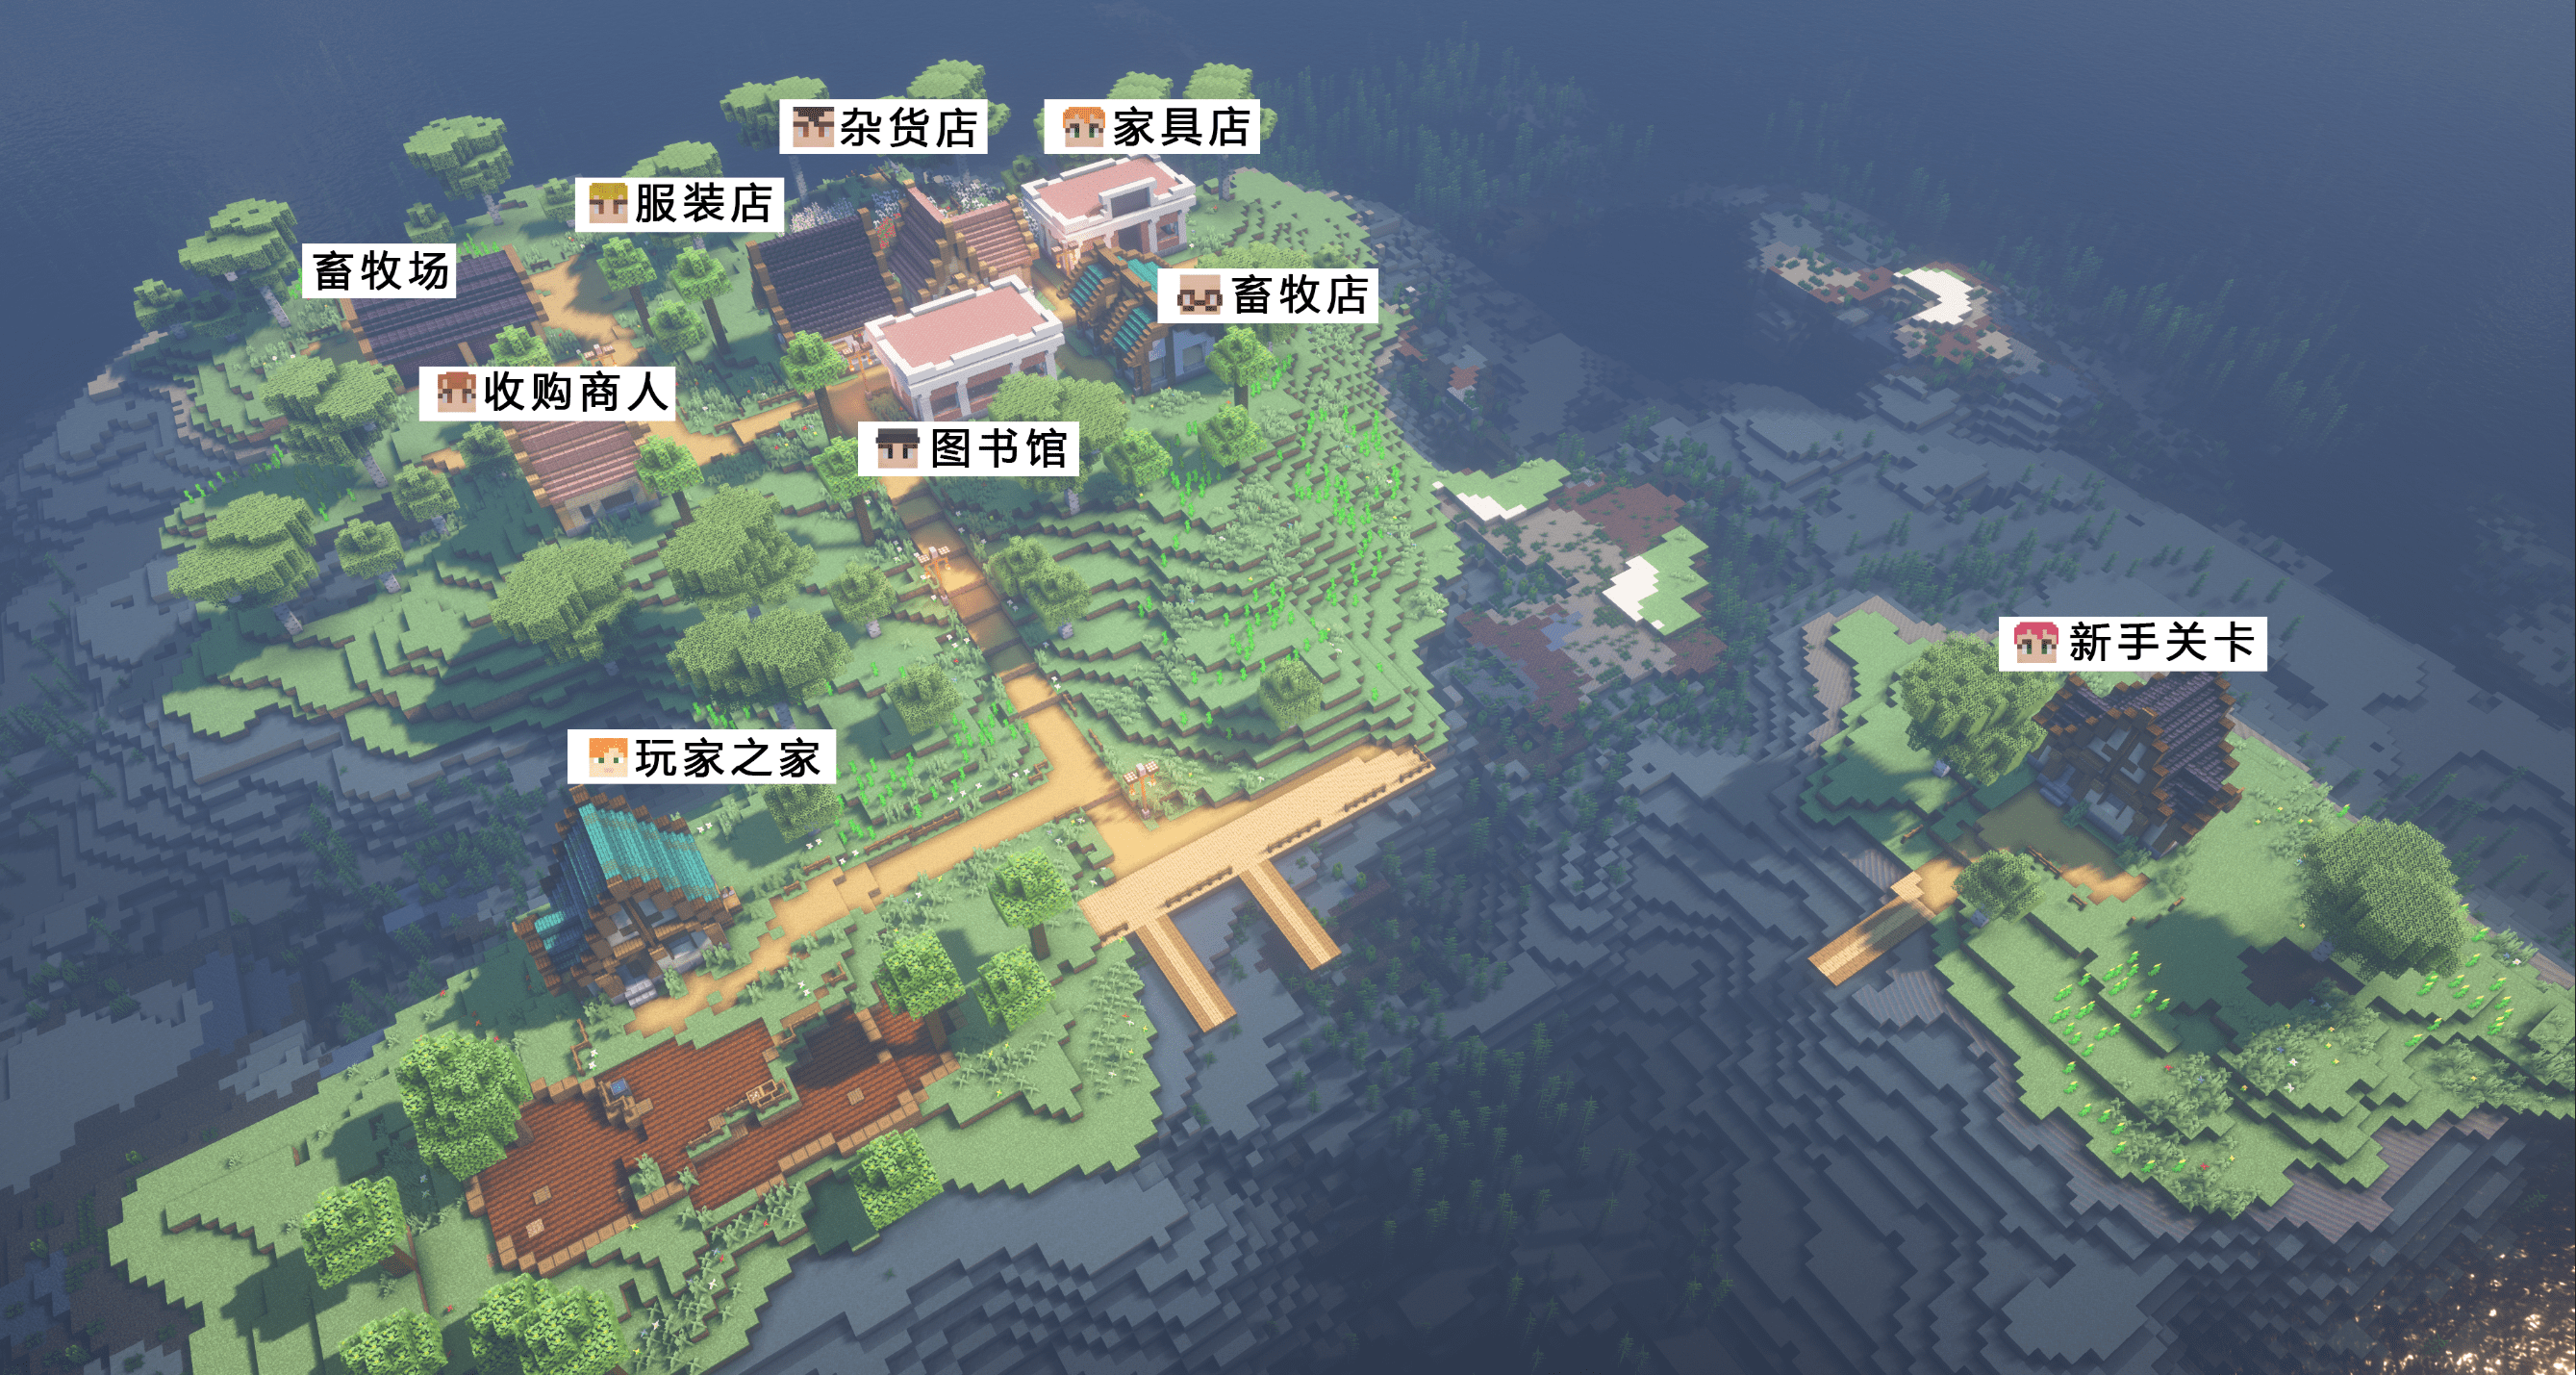 杂货店
家具店
服装店
畜牧场
畜牧店
收购商人
图书馆
新手关卡
玩家之家